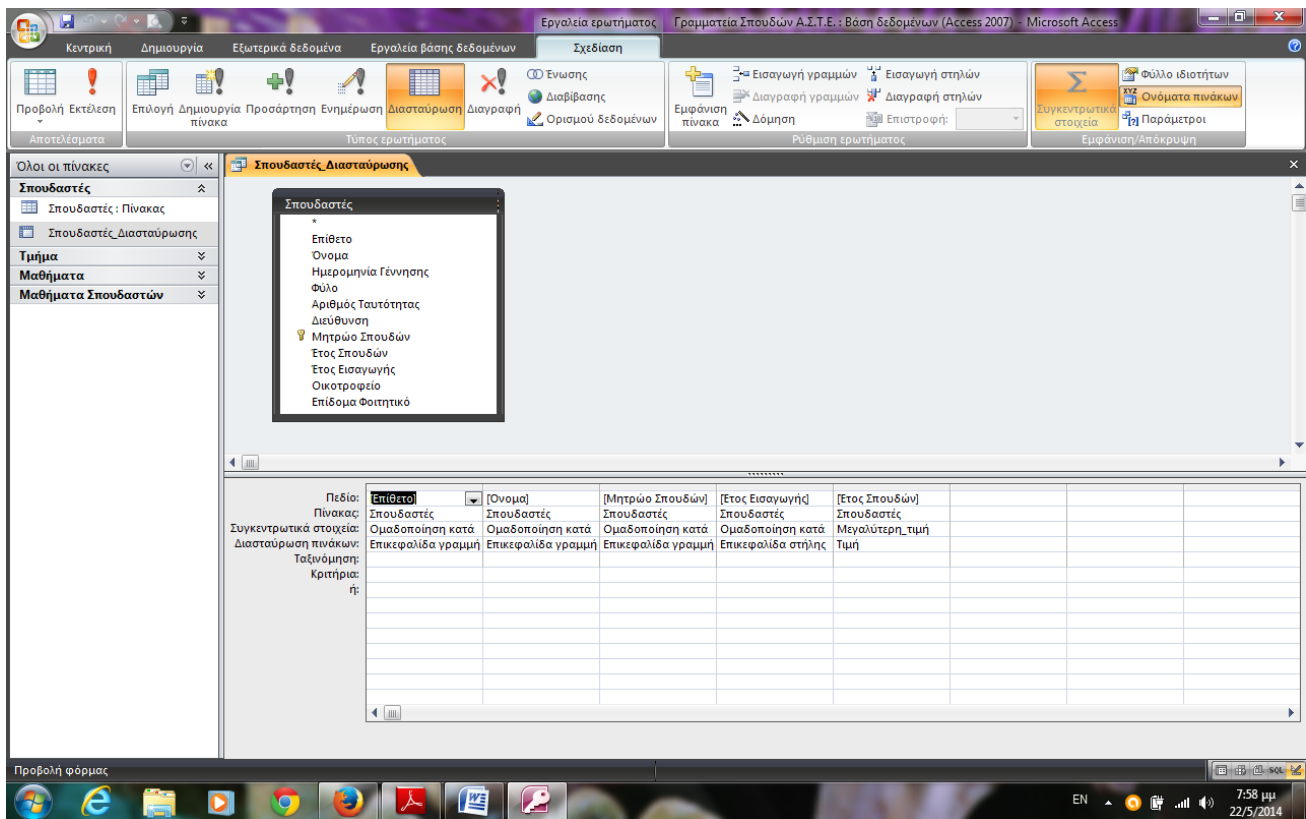 Εργαλεία ερωτήματος Γραμματεία Σπουδών Α.Σ.Τ.Ε. : Βάση δεδομένων (Access 2007) - Microsoft Access
Κεντρική Δημιουργία Εξωτερικά δεδομένα Εργαλεία βάσης δεδομένων Σχεδίαση
Προβολή Εκτέλεση
Αποτελέσματα
Επιλογή Δημιουργία πίνακα Προσάρτηση Ενημέρωση Διασταύρωση Διαγραφή
Ένωσης
Διαβίβασης
Ορισμού δεδομένων
Τύπος ερωτήματος
Εμφάνιση πίνακα
Εισαγωγή γραμμών
Διαγραφή γραμμών
Δόμηση
Εισαγωγή στηλών
Διαγραφή στηλών
Επιστροφή:
Ρύθμιση ερωτήματος
Συγκεντρωτικά στοιχεία
Φύλλο ιδιοτήτων
Ονόματα πινάκων
Παράμετροι
Εμφάνιση/Απόκρυψη
Όλοι οι πίνακες
Σπουδαστές
Σπουδαστές : Πίνακας
Σπουδαστές_Διασταύρωσης
Τμήμα
Μαθήματα
Μαθήματα Σπουδαστών
Σπουδαστές_Διασταύρωσης
Σπουδαστές
*
Επίθετο
Όνομα
Ημερομηνία Γέννησης
Φύλο
Αριθμός Ταυτότητας
Διεύθυνση
Μητρώο Σπουδών
Έτος Σπουδών
Έτος Εισαγωγής
Οικοτροφείο
Επίδομα Φοιτητικό
Πεδίο: [Επίθετο] [Όνομα] [Μητρώο Σπουδών] [Έτος Εισαγωγής] [Έτος Σπουδών]
Πίνακας: Σπουδαστές Σπουδαστές Σπουδαστές Σπουδαστές Σπουδαστές
Συγκεντρωτικά στοιχεία: Ομαδοποίηση κατά Ομαδοποίηση κατά Ομαδοποίηση κατά Ομαδοποίηση κατά Μεγαλύτερη_τιμή
Διασταύρωση πινάκων: Επικεφαλίδα γραμμή Επικεφαλίδα γραμμή Επικεφαλίδα γραμμή Επικεφαλίδα στήλης Τιμή
Ταξινόμηση:
Κριτήρια:
ή:
Προβολή φόρμας
SQL
EN
7:58 μμ
22/5/2014